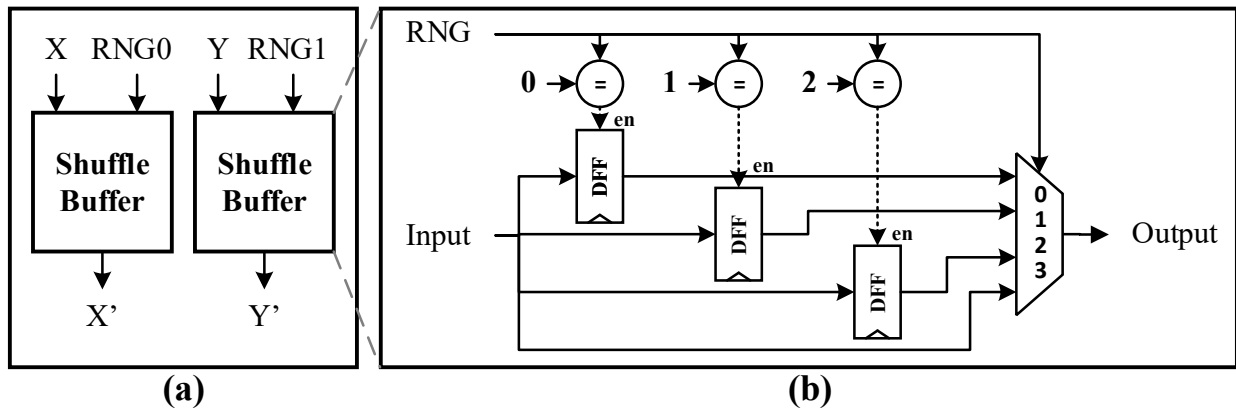 X RNG0 Y RNG1
Shuffle Buffer
Shuffle Buffer
X’
Y’
(a)
RNG
0 = 1 = 2 =
en
DFF
en
DFF
en
DFF
Input
0
1
2
3
Output
(b)